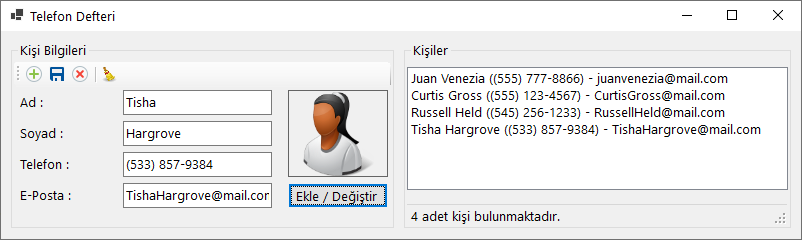 Telefon Defteri
Kişi Bilgileri
Ad :
Tisha
Soyad :
Hargrove
Telefon :
(533) 857-9384
E-Posta :
TishaHargrove@mail.cor
Ekle / Değiştir
Kişiler
Juan Venezia ((555) 777-8866) - juanvenezia@mail.com
Curtis Gross ((555) 123-4567) - CurtisGross@mail.com
Russell Held ((545) 256-1233) - RussellHeld@mail.com
Tisha Hargrove ((533) 857-9384) - TishaHargrove@mail.com
4 adet kişi bulunmaktadır.